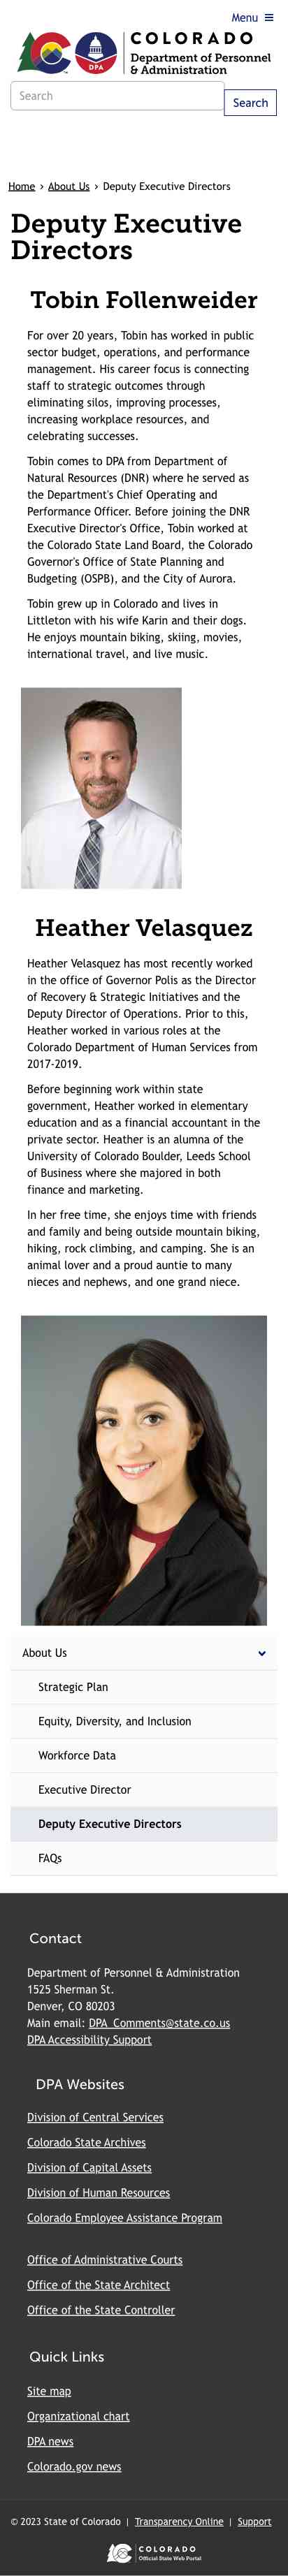 Menu
COLORADO
Department of Personnel
& Administration
DPA
Search
Search
Home > About Us > Deputy Executive Directors
Deputy Executive
Directors
Tobin Follenweider
For over 20 years, Tobin has worked in public
sector budget, operations, and performance
management. His career focus is connecting
staff to strategic outcomes through
eliminating silos, improving processes,
increasing workplace resources, and
celebrating successes.
Tobin comes to DPA from Department of
Natural Resources (DNR) where he served as
the Department's Chief Operating and
Performance Officer. Before joining the DNR
Executive Director's Office, Tobin worked at
the Colorado State Land Board, the Colorado
Governor's Office of State Planning and
Budgeting (OSPB), and the City of Aurora.
Tobin grew up in Colorado and lives in
Littleton with his wife Karin and their dogs.
He enjoys mountain biking, skiing, movies,
international travel, and live music.
Heather Velasquez
Heather Velasquez has most recently worked
in the office of Governor Polis as the Director
of Recovery & Strategic Initiatives and the
Deputy Director of Operations. Prior to this,
Heather worked in various roles at the
Colorado Department of Human Services from
2017-2019.
Before beginning work within state
government, Heather worked in elementary
education and as a financial accountant in the
private sector. Heather is an alumna of the
University of Colorado Boulder, Leeds School
of Business where she majored in both
finance and marketing.
In her free time, she enjoys time with friends
and family and being outside mountain biking,
hiking, rock climbing, and camping. She is an
animal lover and a proud auntie to many
nieces and nephews, and one grand niece.
About Us
Strategic Plan
Equity, Diversity, and Inclusion
Workforce Data
Executive Director
Deputy Executive Directors
FAQs
Contact
Department of Personnel & Administration
1525 Sherman St.
Denver, CO 80203
Main email: DPA_Comments@state.co.us
DPA Accessibility Support
DPA Websites
Division of Central Services
Colorado State Archives
Division of Capital Assets
Division of Human Resources
Colorado Employee Assistance Program
Office of Administrative Courts
Office of the State Architect
Office of the State Controller
Quick Links
Site map
Organizational chart
DPA news
Colorado.gov news
© 2023 State of Colorado | Transparency Online | Support
COLORADO
Official State Web Portal